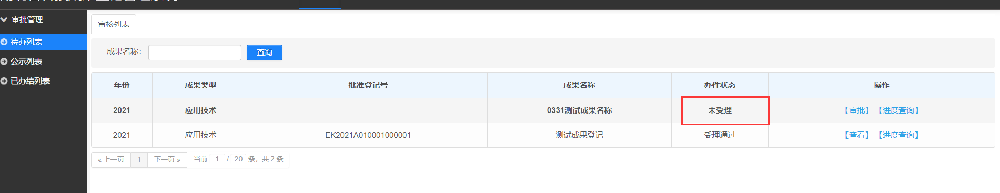 审批管理
待办列表
公示列表
已办结列表
审核列表
成果名称： 查询
年份 成果类型 批准登记号 成果名称 办件状态 操作
2021 应用技术 0331测试成果名称 未受理 【审批】 【进度查询】
2021 应用技术 EK2021A010001000001 测试成果登记 受理通过 【查看】 【进度查询】
« 上一页 1 下一页 » 当前 1 / 20 条，共 2 条